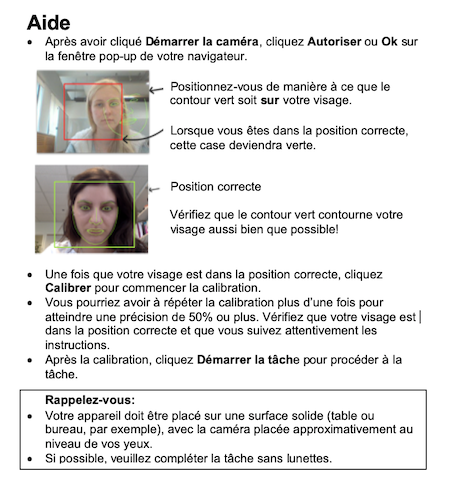 Aide
• Après avoir cliqué Démarrer la caméra, cliquez Autoriser ou Ok sur
la fenêtre pop-up de votre navigateur.
Positionnez-vous de manière à ce que le
contour vert soit sur votre visage.
Lorsque vous êtes dans la position correcte,
cette case deviendra verte.
Position correcte
Vérifiez que le contour vert contourne votre
visage aussi bien que possible!
• Une fois que votre visage est dans la position correcte, cliquez
Calibrer pour commencer la calibration.
• Vous pourriez avoir à répéter la calibration plus d'une fois pour
atteindre une précision de 50% ou plus. Vérifiez que votre visage est
dans la position correcte et que vous suivez attentivement les
instructions.
• Après la calibration, cliquez Démarrer la tâche pour procéder à la
tâche.
Rappelez-vous:
• Votre appareil doit être placé sur une surface solide (table ou
bureau, par exemple), avec la caméra placée approximativement au
niveau de vos yeux.
• Si possible, veuillez compléter la tâche sans lunettes.